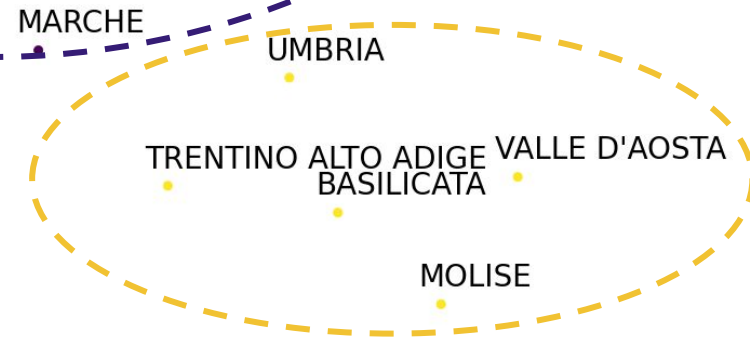 MARCHE
UMBRIA
TRENTINO ALTO ADIGE
VALLE D'AOSTA
BASILICATA
MOLISE